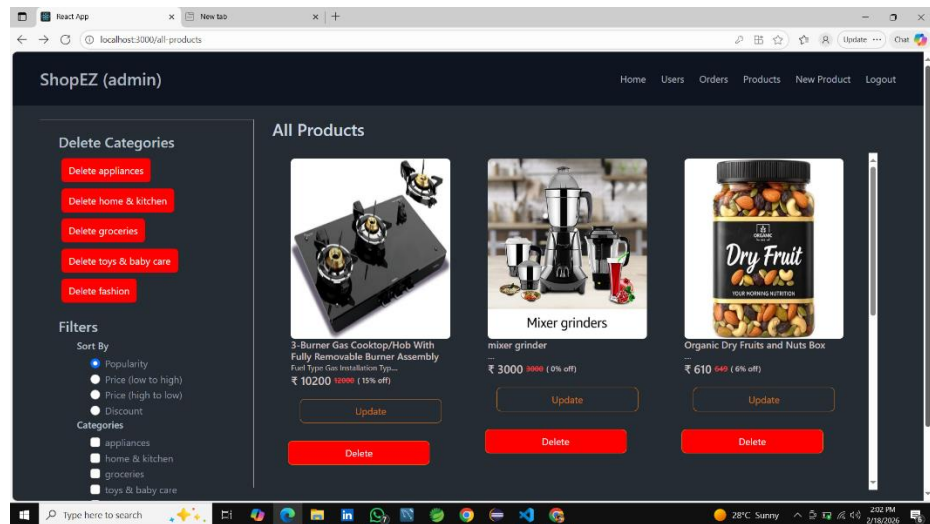 React App
New tab
localhost:3000/all-products
Update
Chat
ShopEZ (admin)
Home Users Orders Products New Product Logout
Delete Categories
Delete appliances
Delete home & kitchen
Delete groceries
Delete toys & baby care
Delete fashion
Filters
Sort By
Popularity
Price (low to high)
Price (high to low)
Discount
Categories
appliances
home & kitchen
groceries
toys & baby care
All Products
3-Burner Gas Cooktop/Hob With
Fully Removable Burner Assembly
Fuel Type Gas Installation Typ...
₹ 10200 12000 (15% off)
Update
Delete
Mixer grinders
mixer grinder
...
₹ 3000 3000 (0% off)
Update
Delete
ORGANIC
Dry Fruit
YOUR MORNING NUTRITION
Organic Dry Fruits and Nuts Box
...
₹ 610 649 (6% off)
Update
Delete
Type here to search
28°C Sunny
2:02 PM
2/18/2026